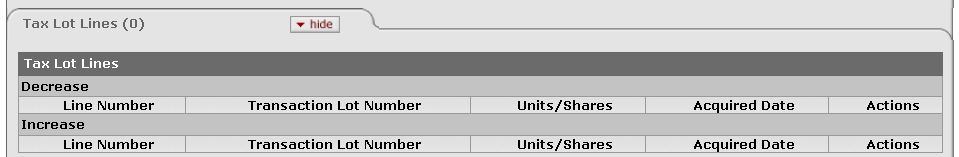 Tax Lot Lines (0) hide
Tax Lot Lines
Decrease
Line Number Transaction Lot Number Units/Shares Acquired Date Actions
Increase
Line Number Transaction Lot Number Units/Shares Acquired Date Actions